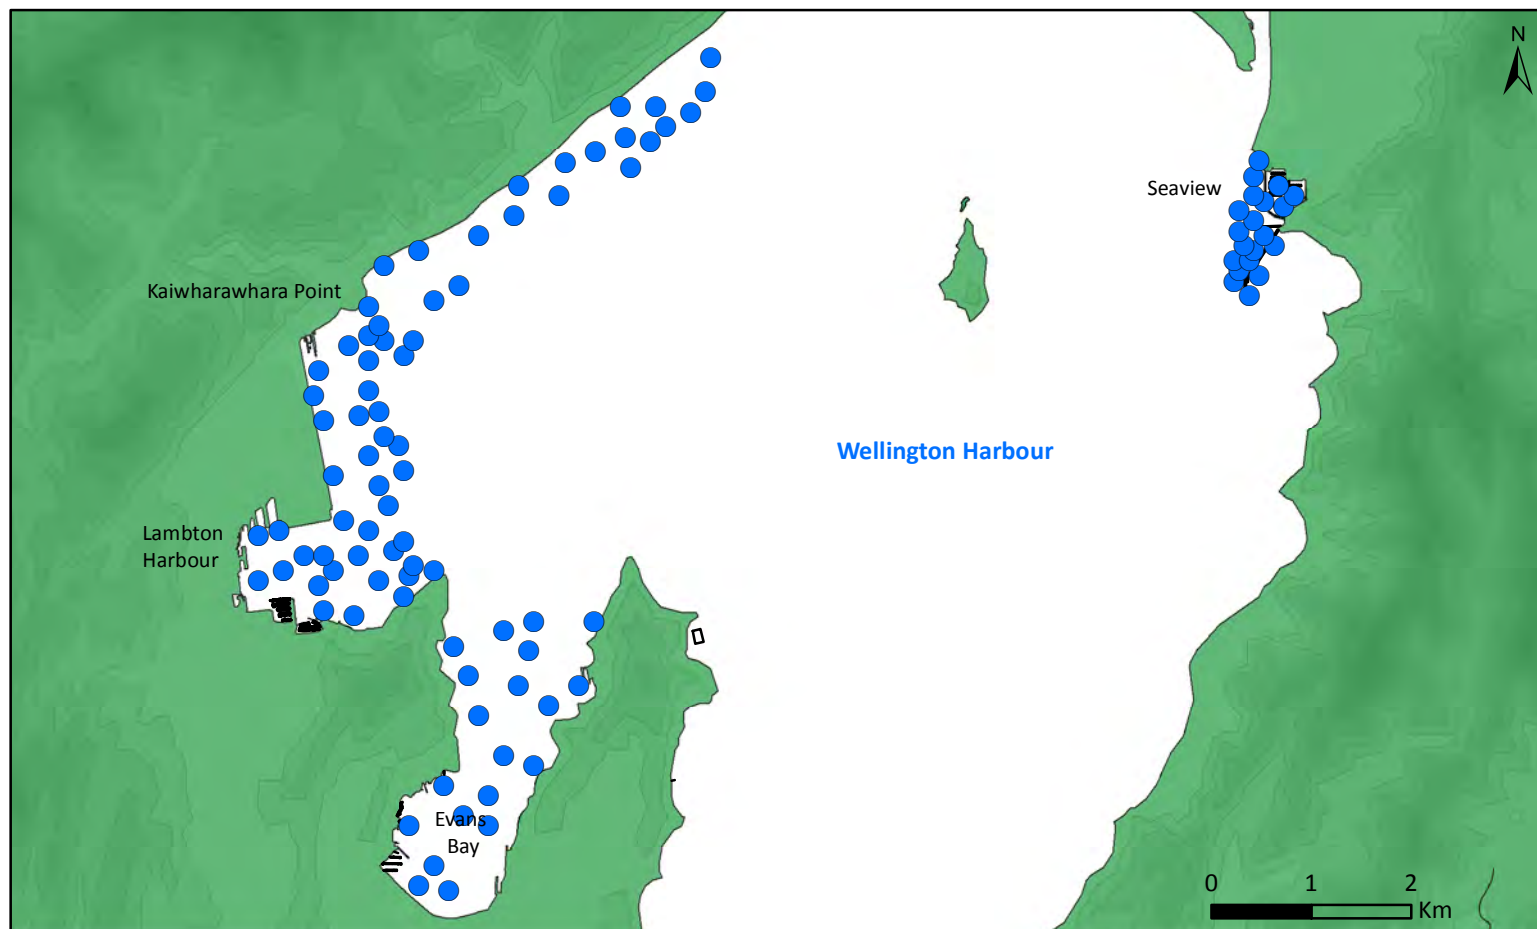 N
Seaview
Kaiwharawhara Point
Wellington Harbour
Lambton
Harbour
Evans
Bay
0 1 2
Km